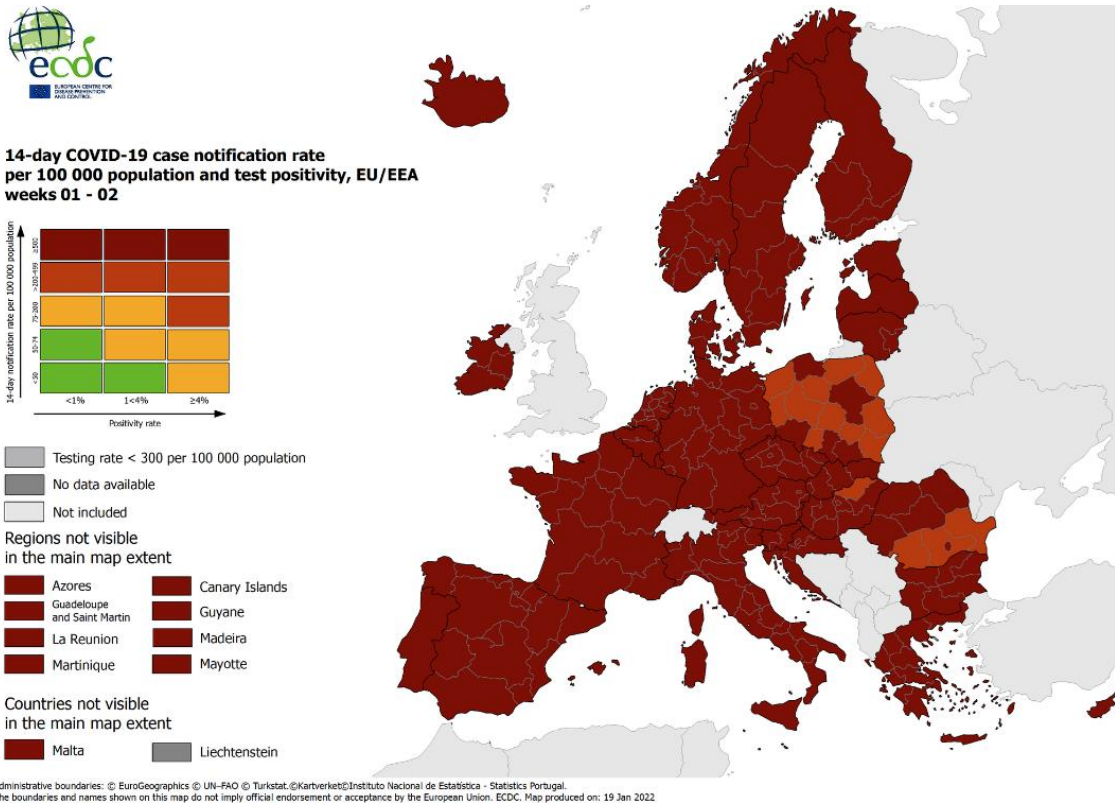 ecdc
EUROPEAN CENTRE FOR
DISEASE PREVENTION
AND CONTROL
14-day COVID-19 case notification rate
per 100 000 population and test positivity, EU/EEA
weeks 01 - 02
14-day notification rate per 100 000 population
≥500
>200-499
75-200
50-74
<50
<1%
1<4%
≥4%
Positivity rate
Testing rate < 300 per 100 000 population
No data available
Not included
Regions not visible
in the main map extent
Azores
Canary Islands
Guadeloupe
and Saint Martin
Guyane
La Reunion
Madeira
Martinique
Mayotte
Countries not visible
in the main map extent
Malta
Liechtenstein
dministrative boundaries: © EuroGeographics © UN–FAO © Turkstat.©Kartverket©Instituto Nacional de Estatística - Statistics Portugal.
he boundaries and names shown on this map do not imply official endorsement or acceptance by the European Union. ECDC. Map produced on: 19 Jan 2022